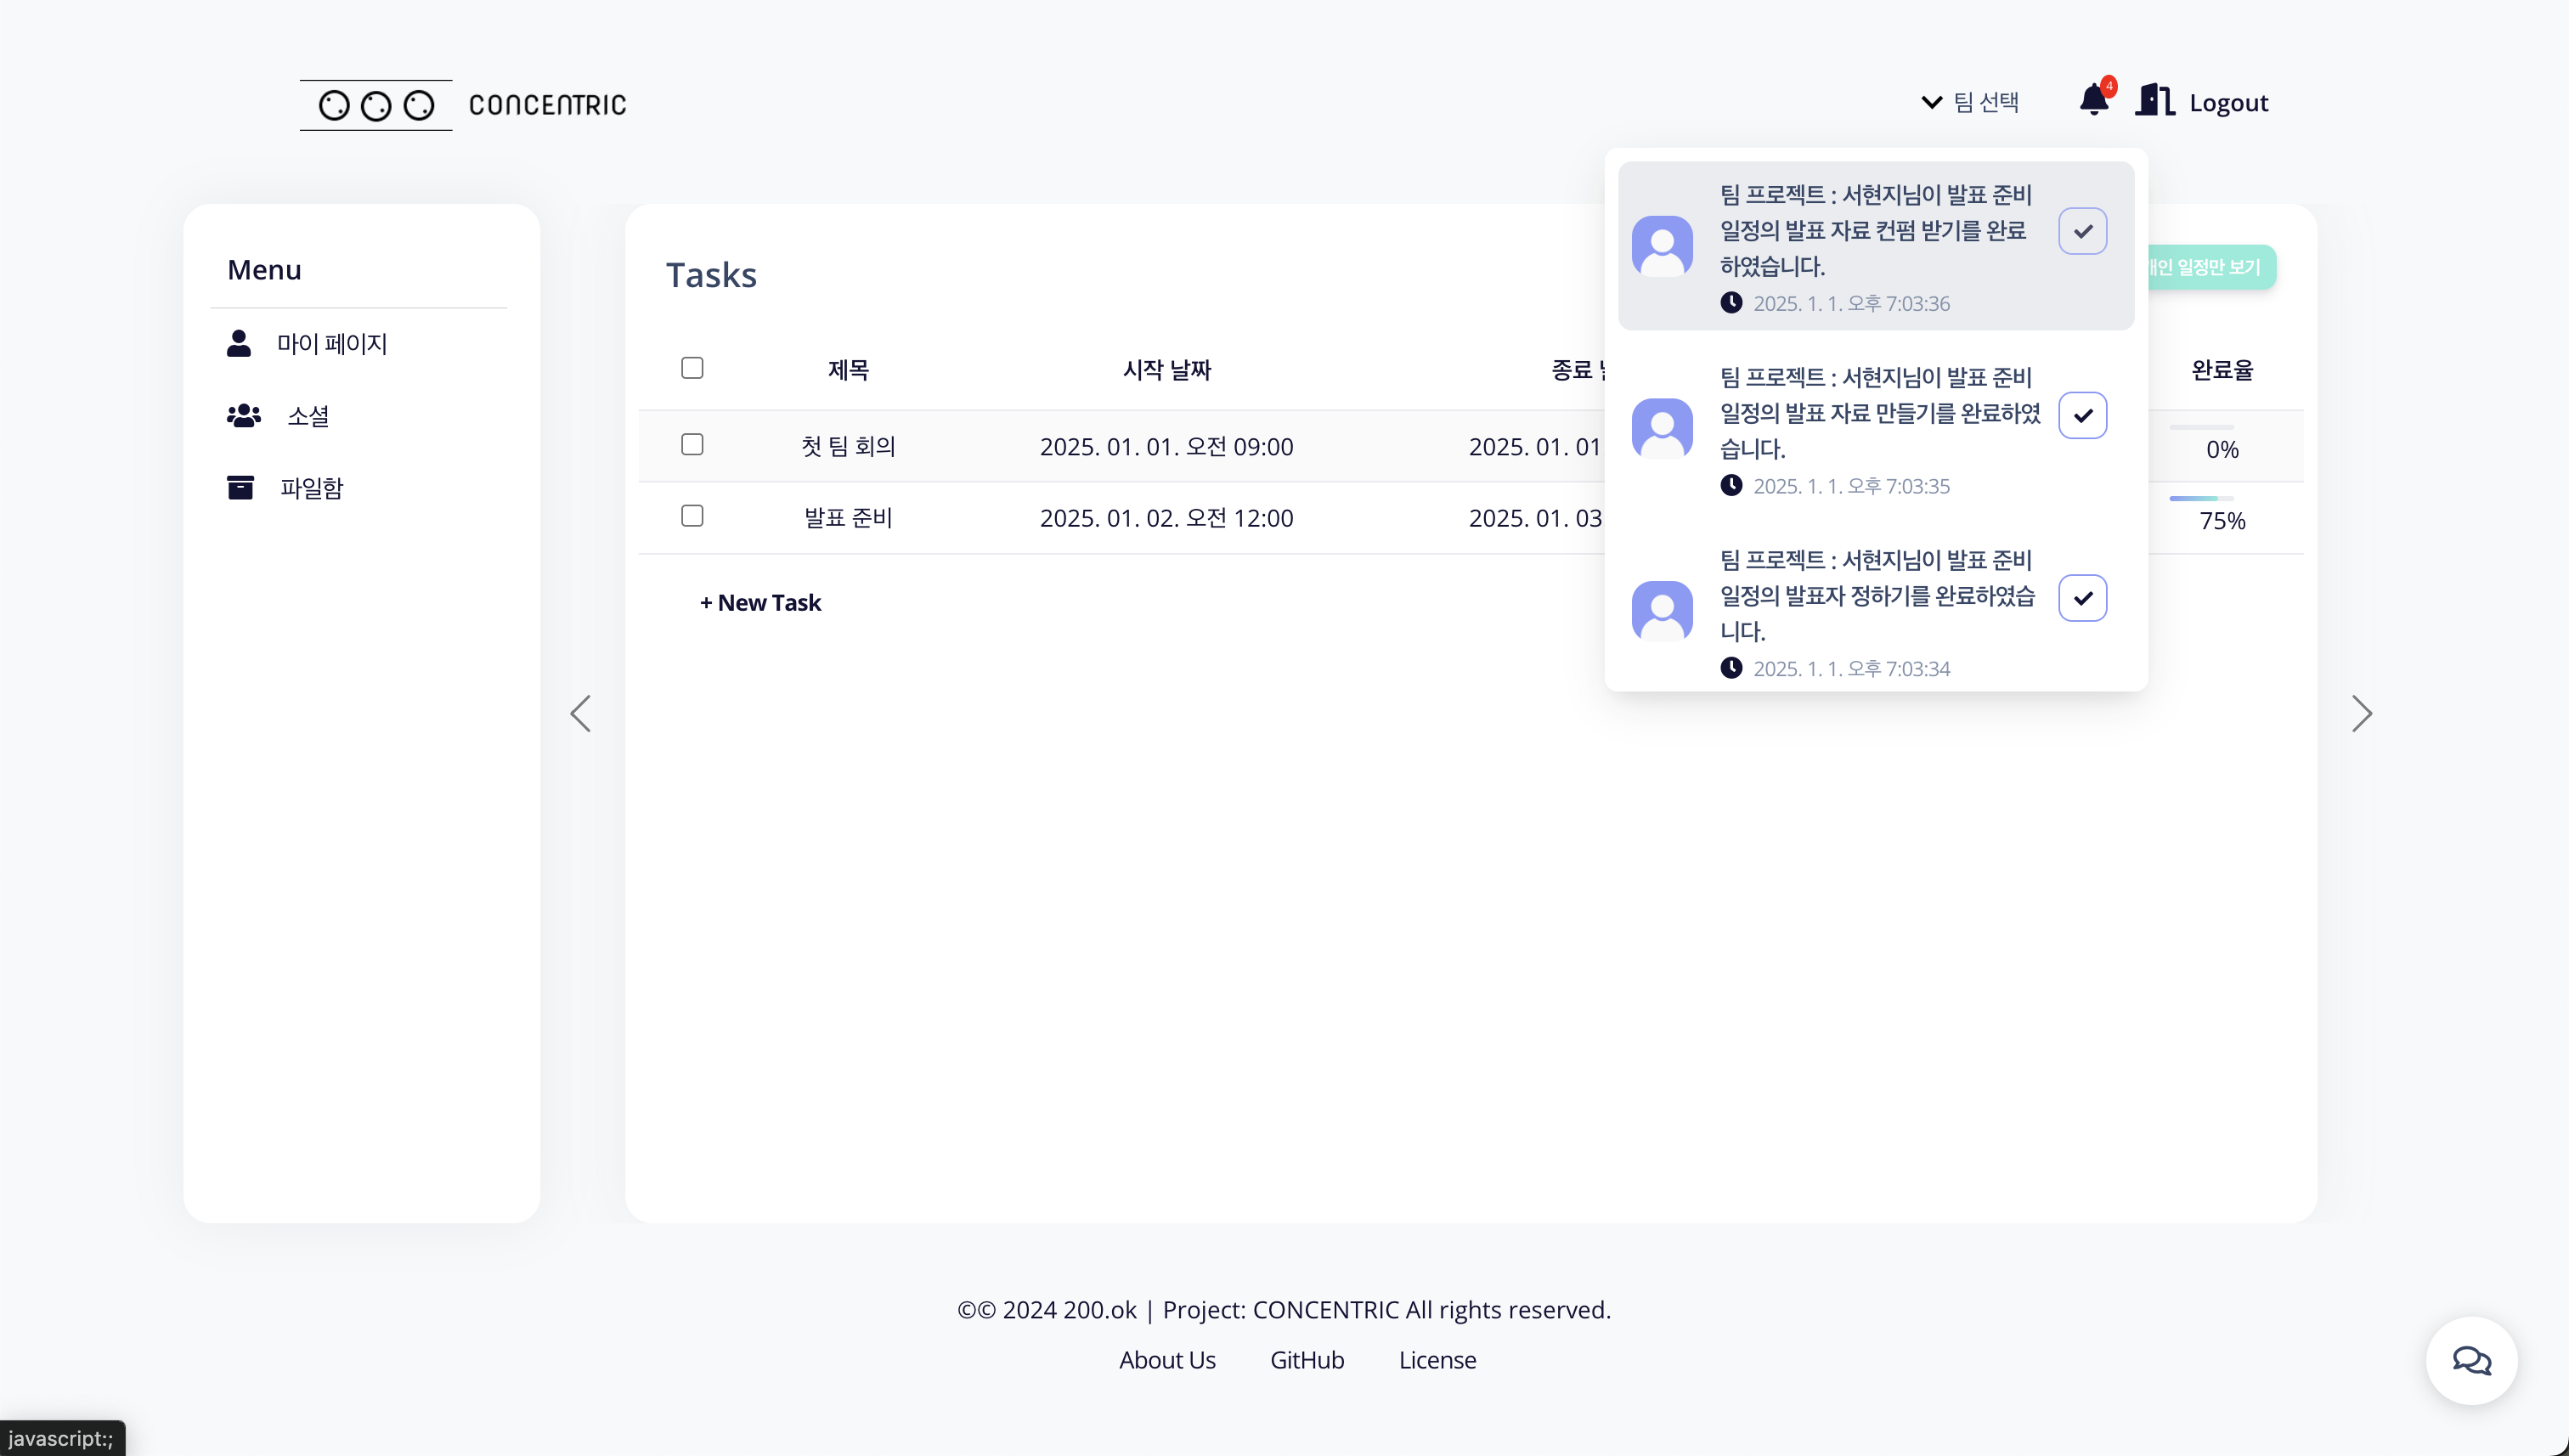 CONCENTRIC
팀 선택
4
Logout
Menu
마이 페이지
소셜
파일함
Tasks
개인 일정만 보기
제목 시작 날짜 종료 완료율
첫 팀 회의 2025. 01. 01. 오전 09:00 2025. 01. 01 0%
발표 준비 2025. 01. 02. 오전 12:00 2025. 01. 03 75%
+ New Task
팀 프로젝트 : 서현지님이 발표 준비
일정의 발표 자료 컨펌 받기를 완료
하였습니다.
2025. 1. 1. 오후 7:03:36
팀 프로젝트 : 서현지님이 발표 준비
일정의 발표 자료 만들기를 완료하였
습니다.
2025. 1. 1. 오후 7:03:35
팀 프로젝트 : 서현지님이 발표 준비
일정의 발표자 정하기를 완료하였습
니다.
2025. 1. 1. 오후 7:03:34
©© 2024 200.ok | Project: CONCENTRIC All rights reserved.
About Us GitHub License
javascript:;